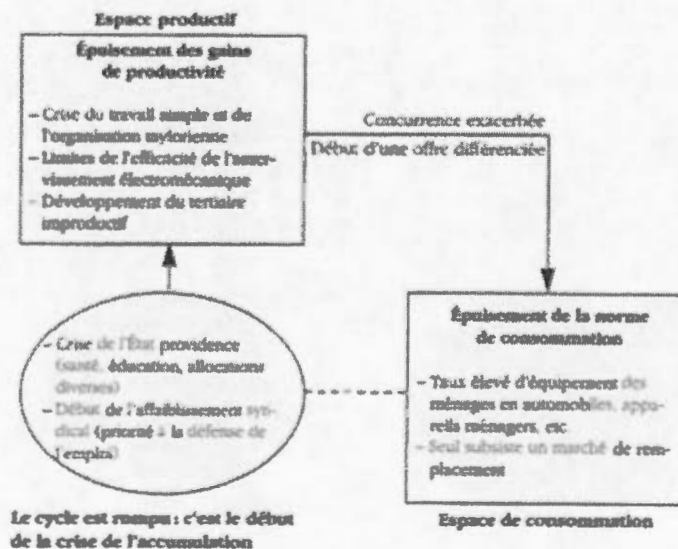 Espace productif
Épuisement des gains
de productivité
– Crise du travail simple et de
l'organisation taylorienne
– Limites de l'efficacité de l'asser-
vissement électromécanique
– Développement du tertiaire
improductif
Concurrence exacerbée
Début d'une offre différenciée
– Crise de l'État providence
(santé, éducation, allocations
diverses)
– Début de l'affaiblissement syn-
dical (priorité à la défense de
l'emploi)
Épuisement de la norme
de consommation
– Taux élevé d'équipement des
ménages en automobiles, appa-
reils ménagers, etc
– Seul subsiste un marché de rem-
placement
Le cycle est rompu : c'est le début
de la crise de l'accumulation
Espace de consommation